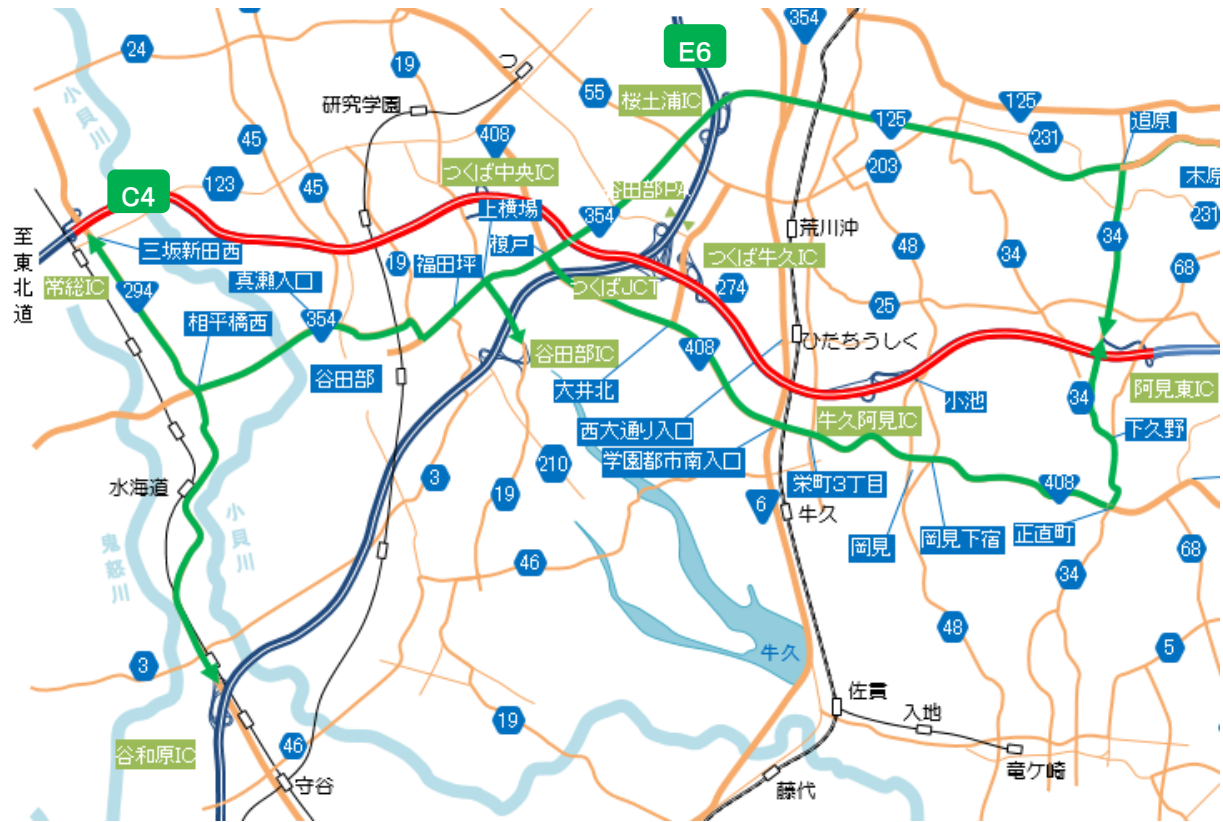 354
E6
24
19
つ
55
桜土浦IC
研究学園
小貝川
45
408
125
125
追原
231
つくば中央IC
203
木原
C4
123
45
谷田部PA
上横場
354
231
荒川沖
至東北道
三坂新田西
榎戸
34
48
34
常総IC
真瀬入口
19
福田坪
つくば牛久IC
68
294
つくばJCT
274
25
相平橋西
354
408
ひたちうしく
谷田部
谷田部IC
大井北
小池
34
阿見東IC
牛久阿見IC
西大通り入口
下久野
学園都市南入口
水海道
3
210
栄町3丁目
408
19
6
牛久
小貝川
鬼怒川
岡見
岡見下宿
正直町
68
46
34
48
3
牛久
5
佐貫
入地
19
46
谷和原IC
守谷
藤代
竜ケ崎